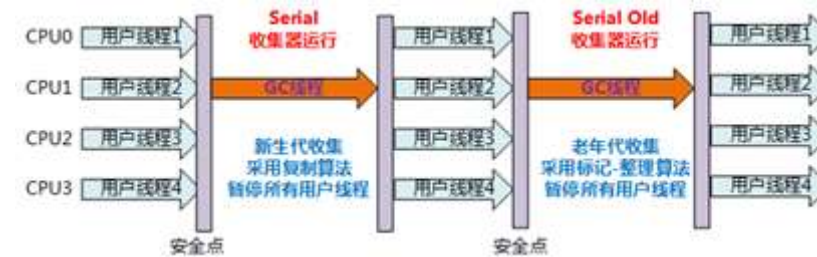 Serial
收集器运行
Serial Old
收集器运行
CPU0 用户线程1 用户线程1 用户线程1
CPU1 用户线程2 GC线程 用户线程2 GC线程 用户线程2
CPU2 用户线程3 用户线程3 用户线程3
新生代收集
采用复制算法
暂停所有用户线程
老年代收集
采用标记-整理算法
暂停所有用户线程
CPU3 用户线程4 用户线程4 用户线程4
安全点 安全点